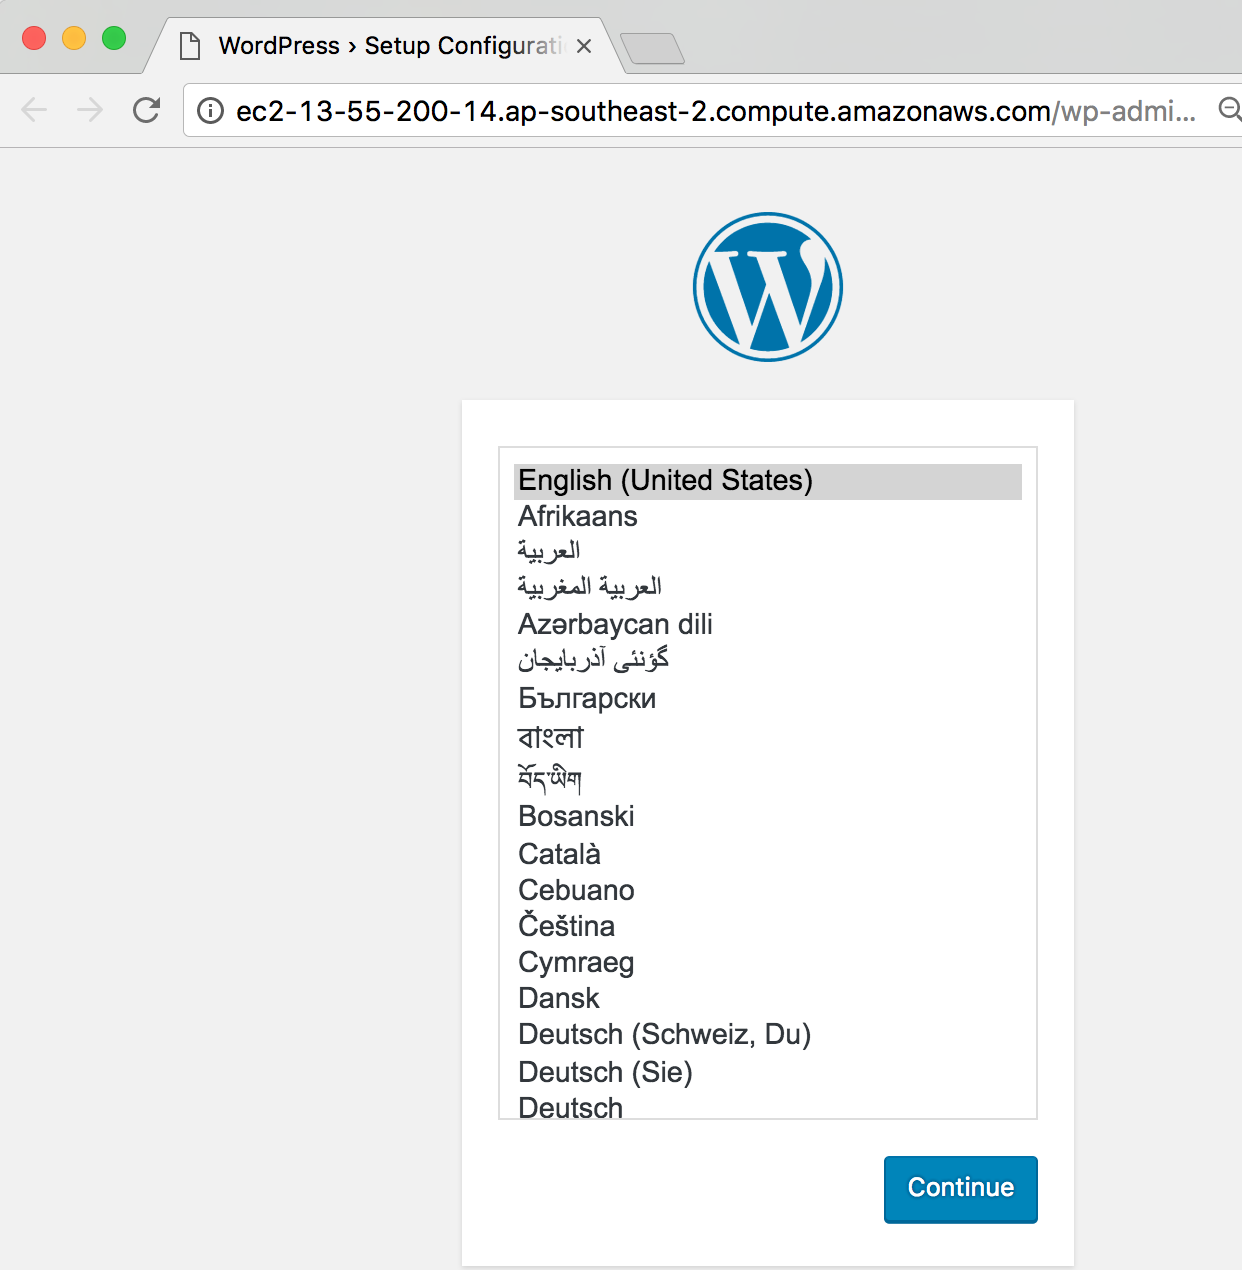 WordPress › Setup Configurati
ec2-13-55-200-14.ap-southeast-2.compute.amazonaws.com/wp-admi...
English (United States)
Afrikaans
العربية
العربية المغربية
Azərbaycan dili
گؤنئی آذربایجان
Български
বাংলা
བོད་ཡིག
Bosanski
Català
Cebuano
Čeština
Cymraeg
Dansk
Deutsch (Schweiz, Du)
Deutsch (Sie)
Deutsch
Continue